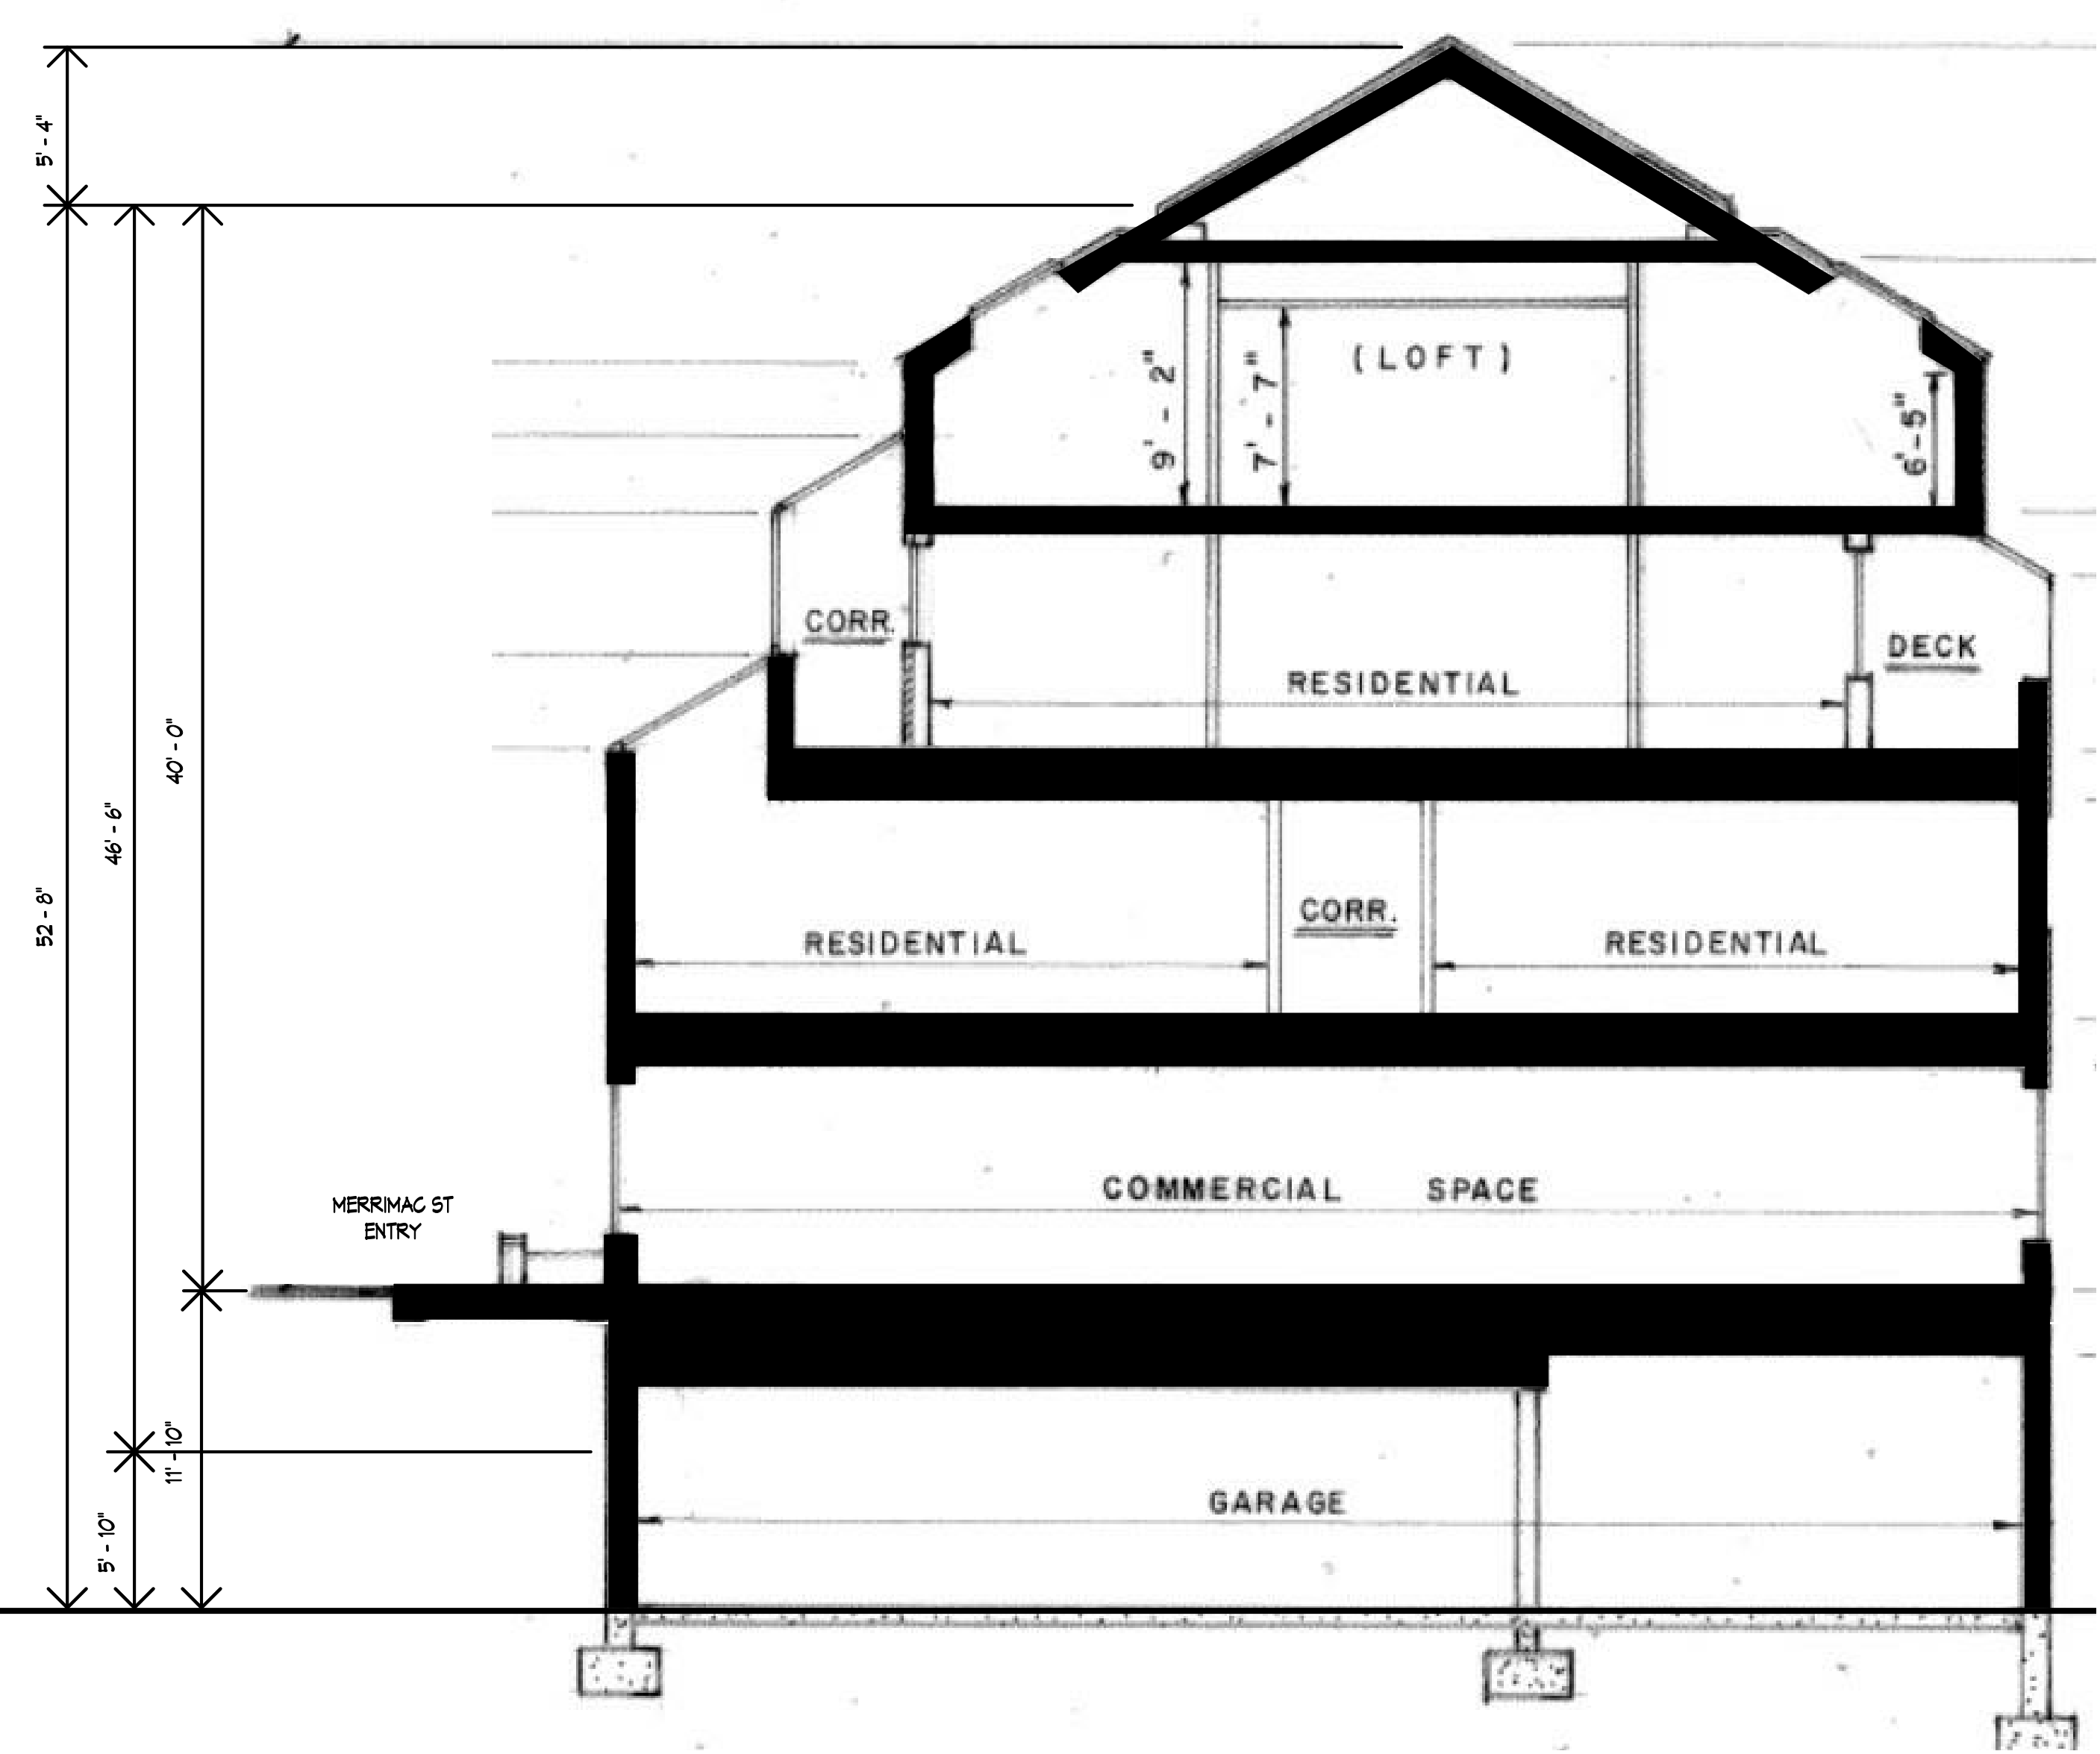 5' - 4"
52 - 8"
46' - 6"
40' - 0"
11' - 10"
5' - 10"
(LOFT)
9' - 2"
7' - 7"
6'-5"
CORR.
DECK
RESIDENTIAL
CORR.
RESIDENTIAL
RESIDENTIAL
COMMERCIAL SPACE
MERRIMAC ST
ENTRY
GARAGE